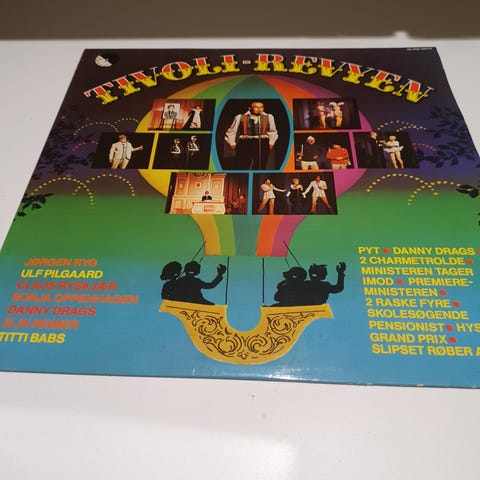 TIVOLI-REVYEN
JØRGEN RYG
ULF PILGAARD
CLAUS RYSKJÆR
SONJA OPPENHAGEN
DANNY DRAGS
ELIN REIMER
TITTI BABS
PYT • DANNY DRAGS •
2 CHARMETROLDE •
MINISTEREN TAGER
IMOD • PREMIERE-
MINISTEREN •
2 RASKE FYRE •
SKOLESØGENDE
PENSIONIST • HYS
GRAND PRIX •
SLIPSET RØBER A